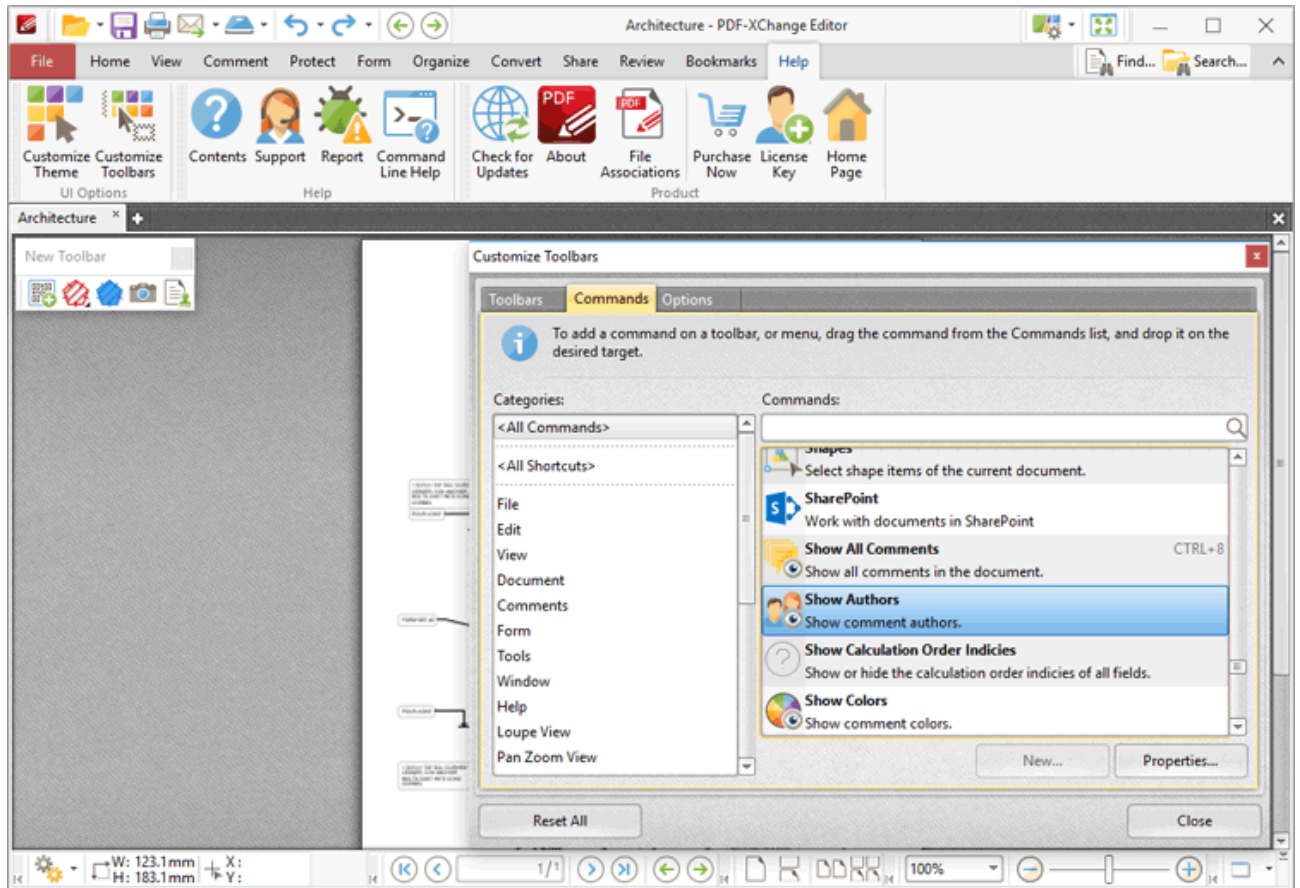 Architecture - PDF-XChange Editor
File Home View Comment Protect Form Organize Convert Share Review Bookmarks Help Find... Search...
PDF PDF
Customize Customize Contents Support Report Command Check for About File Purchase License Home
Theme Toolbars Line Help Updates Associations Now Key Page
UI Options Help Product
Architecture
New Toolbar
Customize Toolbars
Toolbars Commands Options
To add a command on a toolbar, or menu, drag the command from the Commands list, and drop it on the
desired target.
Categories: Commands:
<All Commands>
<All Shortcuts>
File
Edit
View
Document
Comments
Form
Tools
Window
Help
Loupe View
Pan Zoom View
Shapes
Select shape items of the current document.
SharePoint
Work with documents in SharePoint
Show All Comments CTRL+8
Show all comments in the document.
Show Authors
Show comment authors.
Show Calculation Order Indicies
Show or hide the calculation order indicies of all fields.
Show Colors
Show comment colors.
New... Properties...
Reset All Close
W: 123.1mm X:
H: 183.1mm Y:
1/1
100%